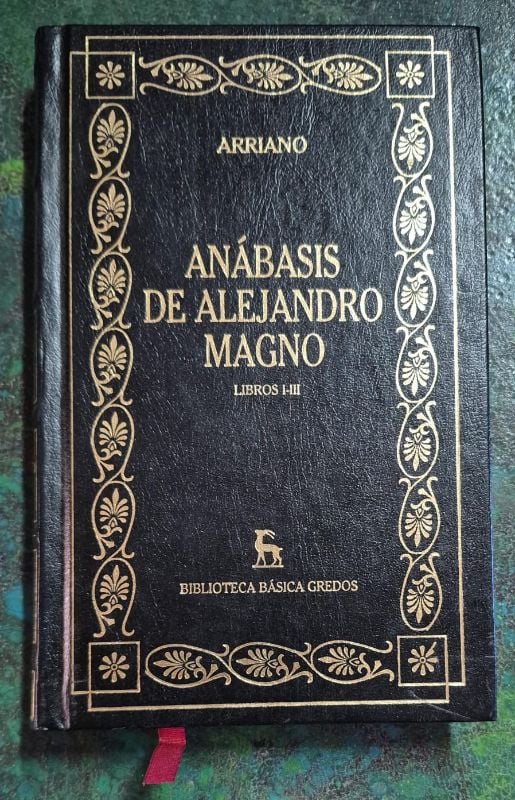 ARRIANO
ANÁBASIS
DE ALEJANDRO
MAGNO
LIBROS I-III
BIBLIOTECA BÁSICA GREDOS